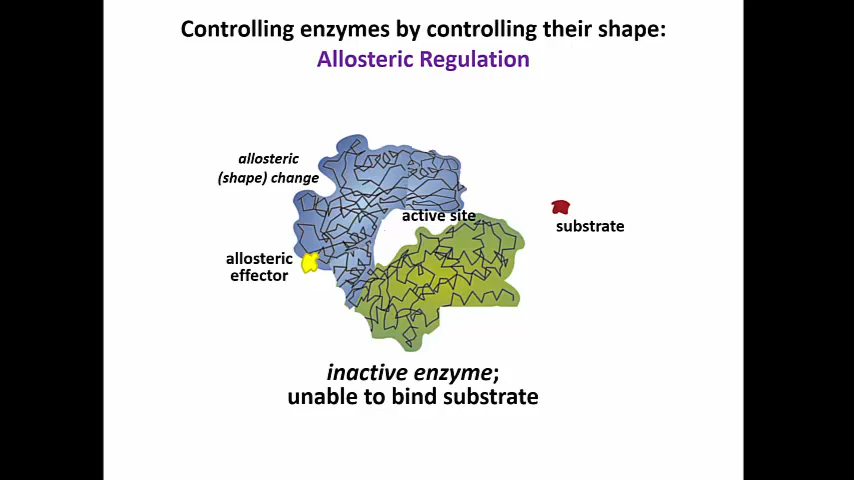 Controlling enzymes by controlling their shape:
Allosteric Regulation
allosteric
(shape) change
active site
substrate
allosteric
effector
inactive enzyme;
unable to bind substrate